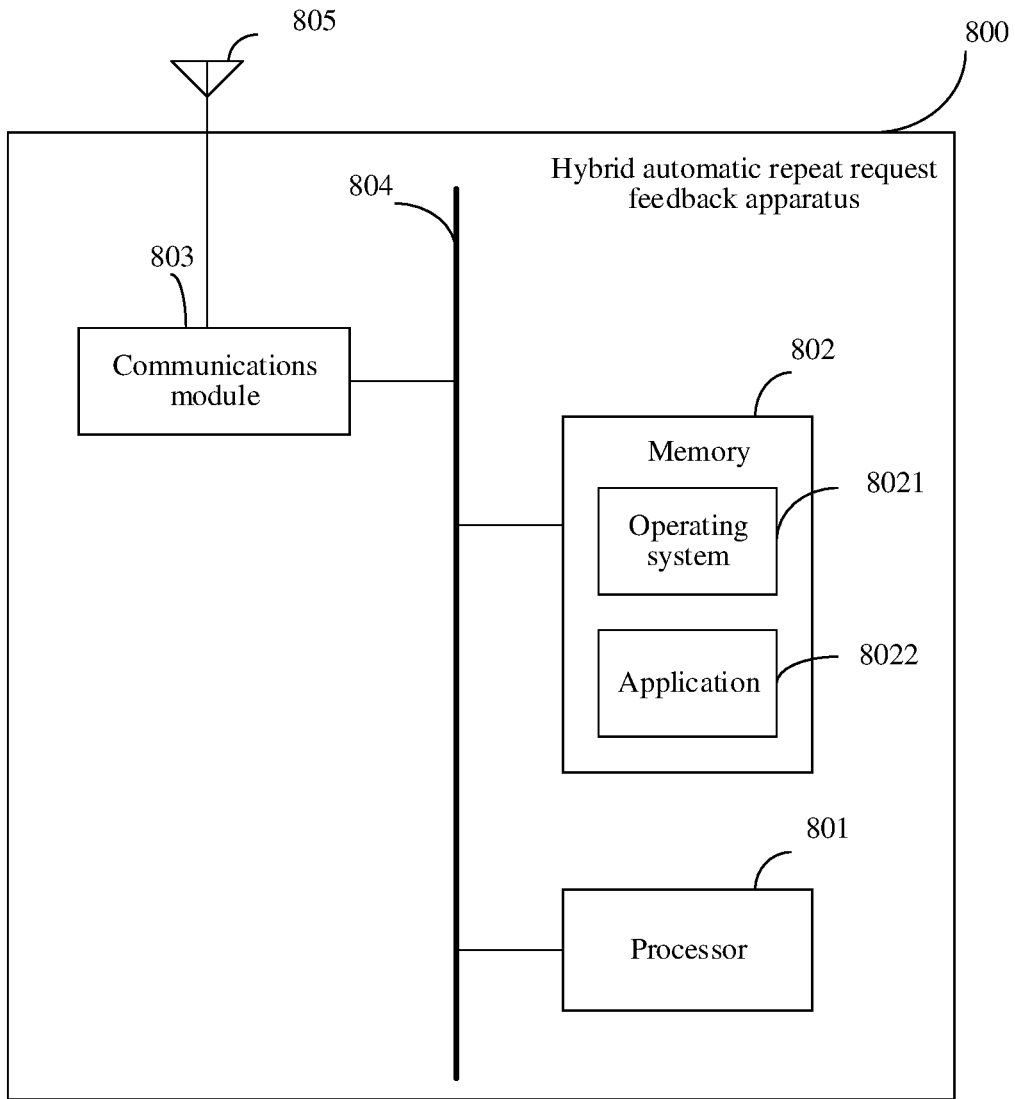 805
800
Hybrid automatic repeat request
feedback apparatus
804
803
Communications
module
802
Memory
8021
Operating
system
8022
Application
801
Processor